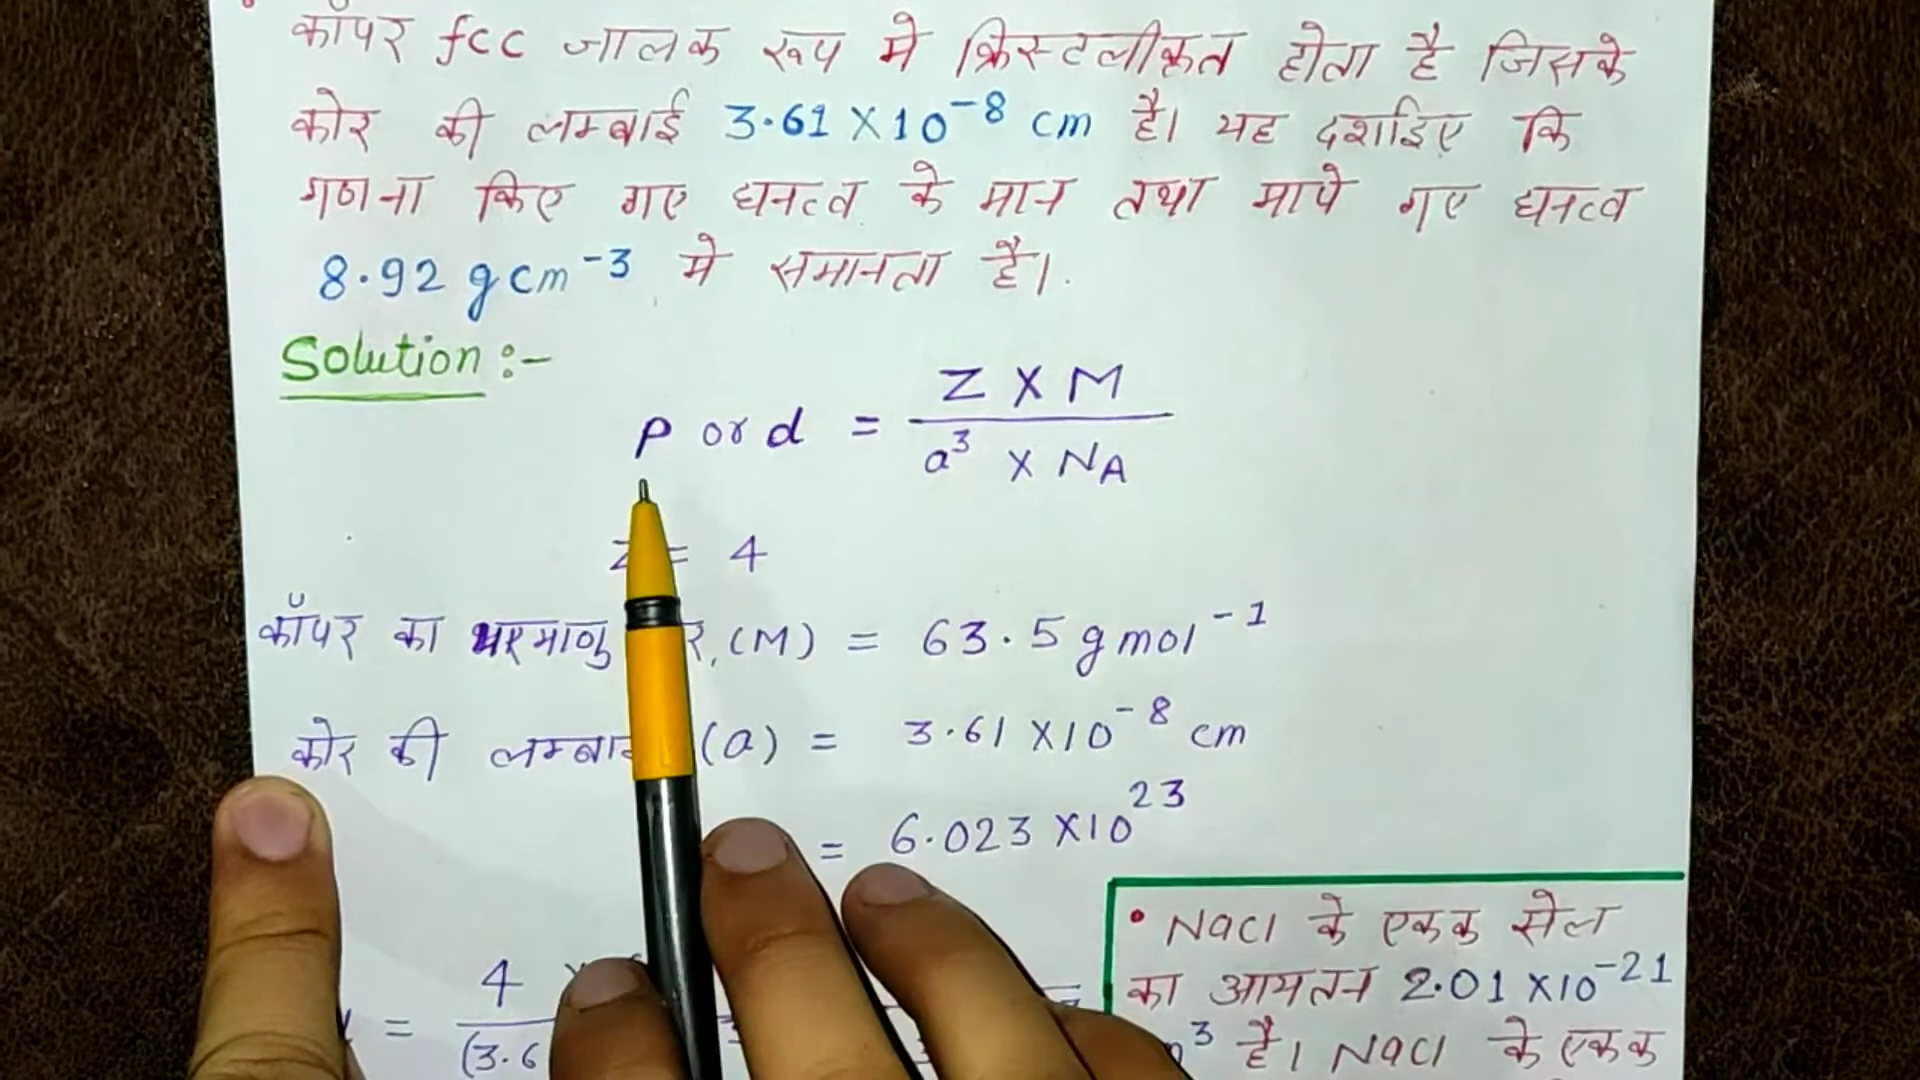 कॉपर fcc जालक रूप मे क्रिस्टलीकृत होता है जिसके
कोर की लम्बाई 3.61 X 10⁻⁸ cm है। यह दर्शाइए कि
गणना किए गए घनत्व के मान तथा मापे गए घनत्व
8.92 g cm⁻³ मे समानता है।
Solution :-
ρ or d = Z X M / a³ X NA
Z = 4
कॉपर का परमाणु (M) = 63.5 g mol⁻¹
कोर की (a) = 3.61 X 10⁻⁸ cm
= 6.023 X 10²³
= 4
(3.6
• NaCl के एकक सेल
का आयतन 2.01 X 10⁻²¹
³ है। NaCl के एकक